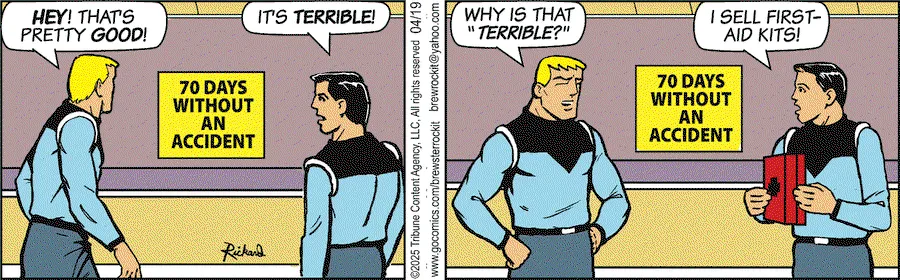 HEY! THAT'S
PRETTY GOOD!
IT'S TERRIBLE!
70 DAYS
WITHOUT
AN
ACCIDENT
Rickard
©2025 Tribune Content Agency, LLC. All rights reserved 04/19
www.gocomics.com/brewsterrockit brewrockit@yahoo.com
WHY IS THAT
"TERRIBLE?"
I SELL FIRST-
AID KITS!
70 DAYS
WITHOUT
AN
ACCIDENT